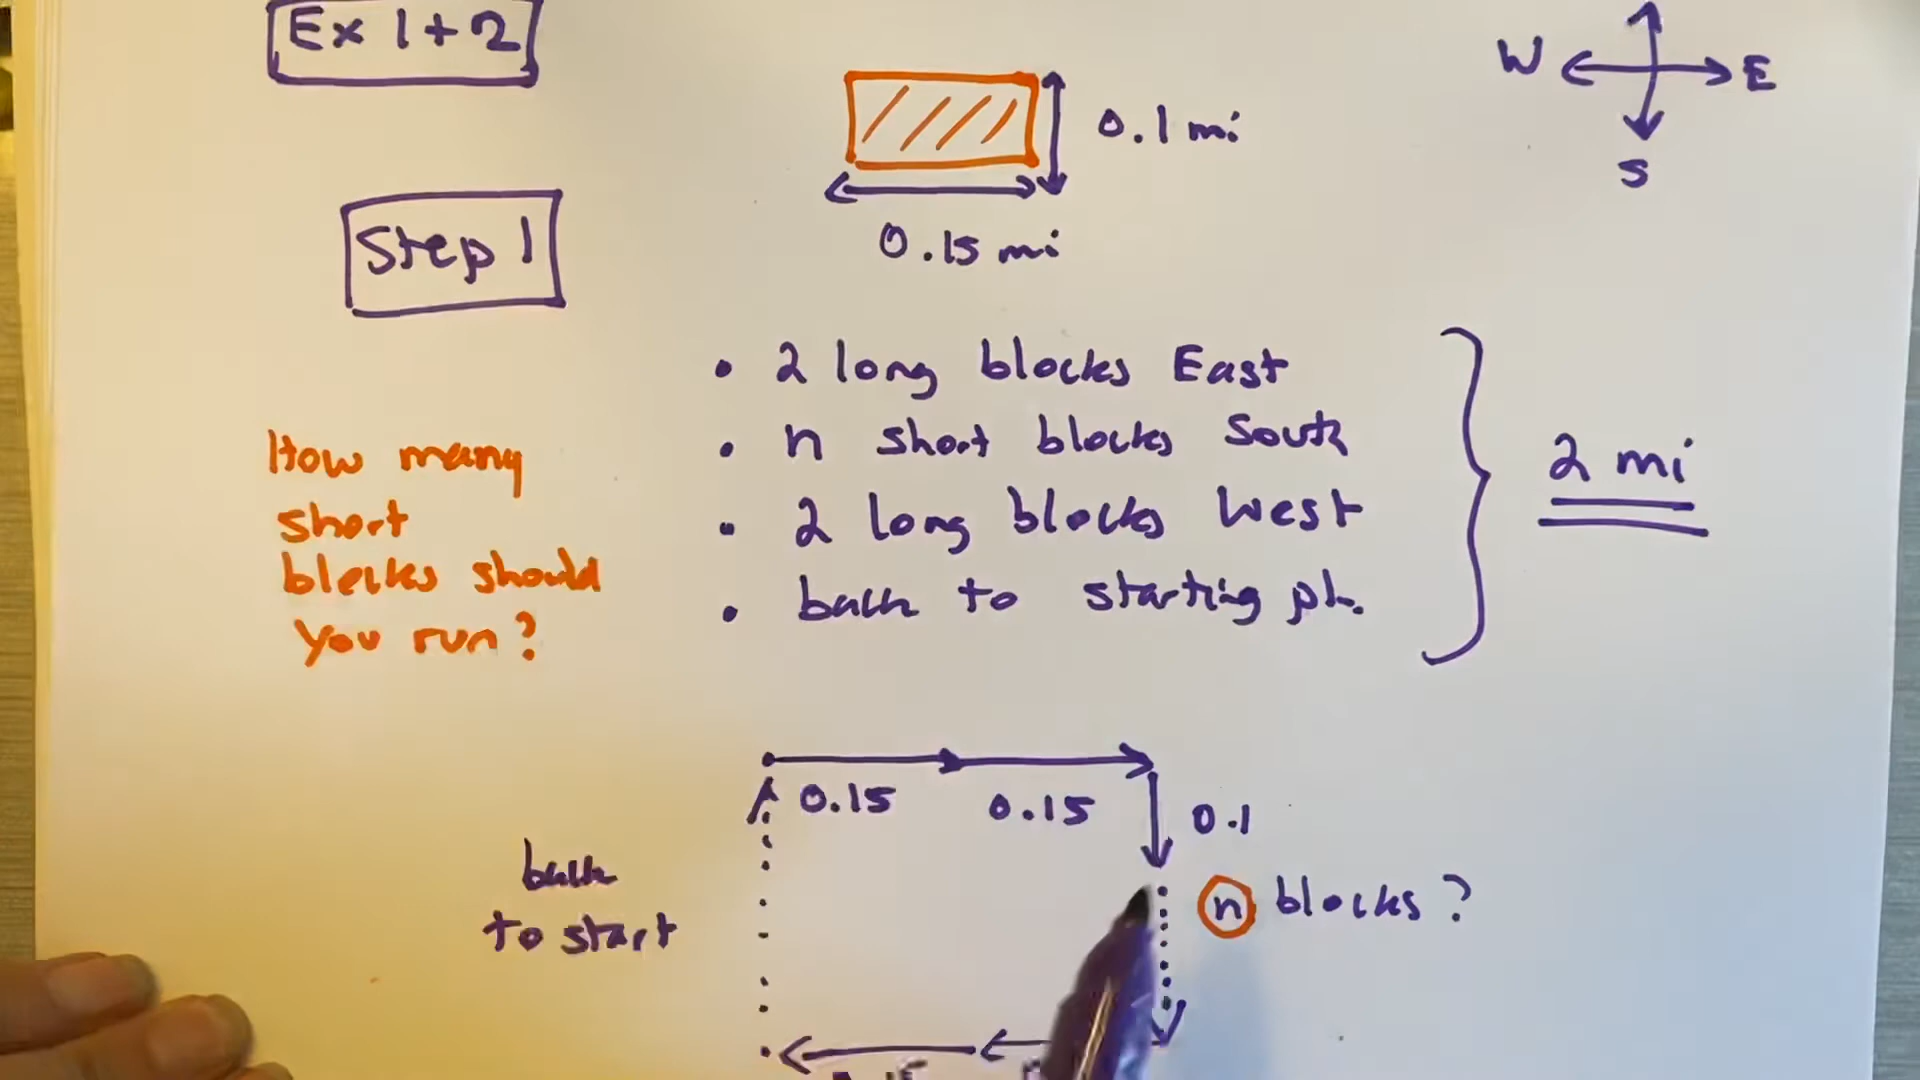 Ex 1+2
W
E
S
0.1 mi
0.15 mi
Step 1
• 2 long blocks East
• n short blocks South
• 2 long blocks West
• back to starting pt.
2 mi
How many
short
blocks should
you run?
0.15
0.15
0.1
n blocks?
back
to start